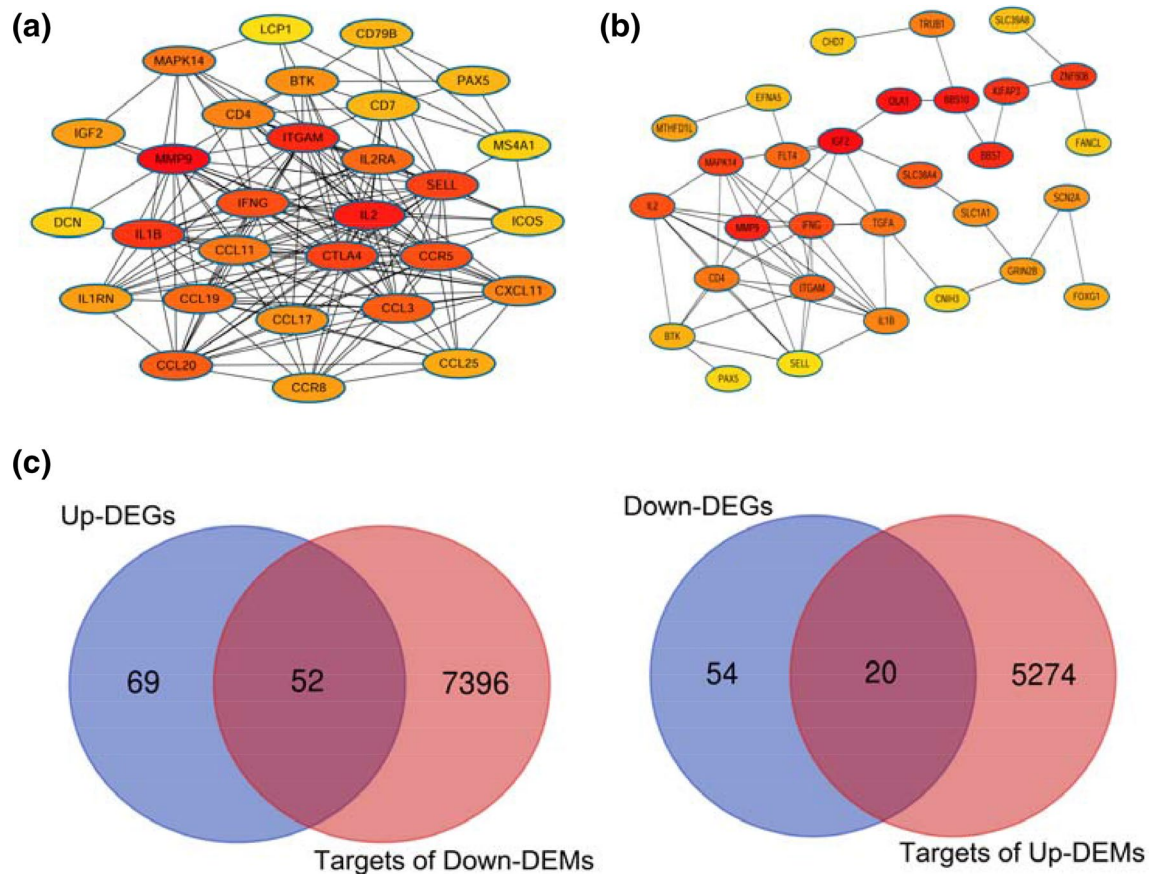 (a)
LCP1
CD79B
MAPK14
BTK
PAX5
CD7
CD4
IGF2
ITGAM
MS4A1
MMP9
IL2RA
SELL
IFNG
IL2
DCN
ICOS
IL1B
CCL11
CTLA4
CCR5
IL1RN
CCL19
CXCL11
CCL17
CCL3
CCL20
CCL25
CCR8
(b)
SLC39A8
TRUB1
CHD7
ZNF608
EFNA5
OLA1
BBS10
KIFAP3
MTHFD1L
IGF2
FANCL
MAPK14
FLT4
BBS7
SLC38A4
IL2
SCN2A
MMP9
IFNG
TGFA
SLC1A1
CD4
ITGAM
GRIN2B
CNIH3
FOXG1
IL1B
BTK
SELL
PAX5
(c)
Up-DEGs
69
52
7396
Targets of Down-DEMs
Down-DEGs
54
20
5274
Targets of Up-DEMs